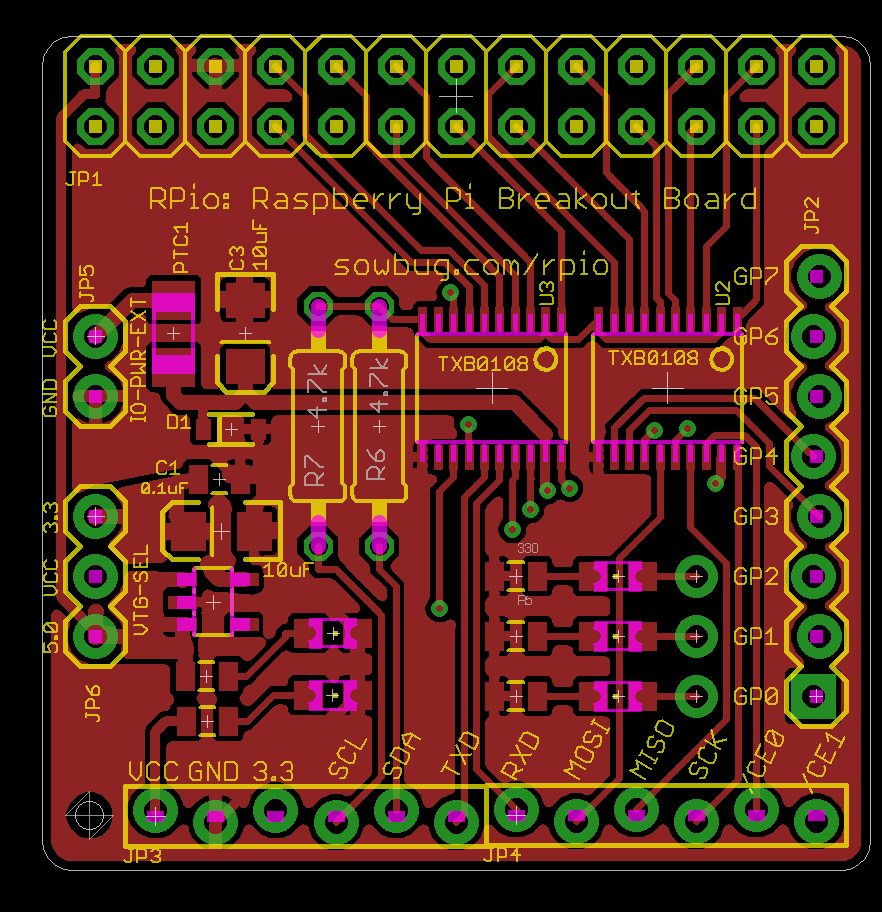 JP1
RPio: Raspberry Pi Breakout Board
JP2
PTC1
C3
10uF
sowbug.com/rpio
JP5
U3
U2
GP7
VCC
GND
IO-PWR-EXT
TXB0108
TXB0108
GP6
4.7k
4.7k
GP5
D1
R7
R6
GP4
C1
0.1uF
3.3
GP3
VCC
5.0
VTG-SEL
10uF
330
GP2
R6
GP1
JP6
GP0
VCC GND 3.3
SCL
SDA
TXD
RXD
MOSI
MISO
SCK
/CE0
/CE1
JP3
JP4